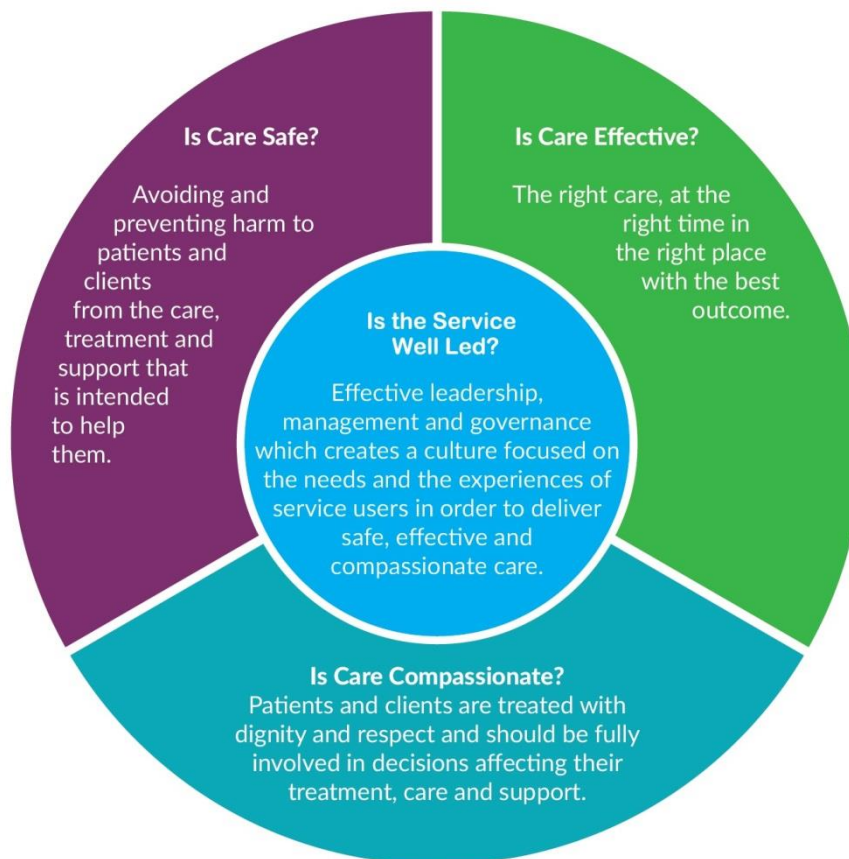 Is Care Safe?
Avoiding and
preventing harm to
patients and
clients
from the care,
treatment and
support that
is intended
to help
them.
Is Care Effective?
The right care, at the
right time in
the right place
with the best
outcome.
Is the Service
Well Led?
Effective leadership,
management and governance
which creates a culture focused on
the needs and the experiences of
service users in order to deliver
safe, effective and
compassionate care.
Is Care Compassionate?
Patients and clients are treated with
dignity and respect and should be fully
involved in decisions affecting their
treatment, care and support.